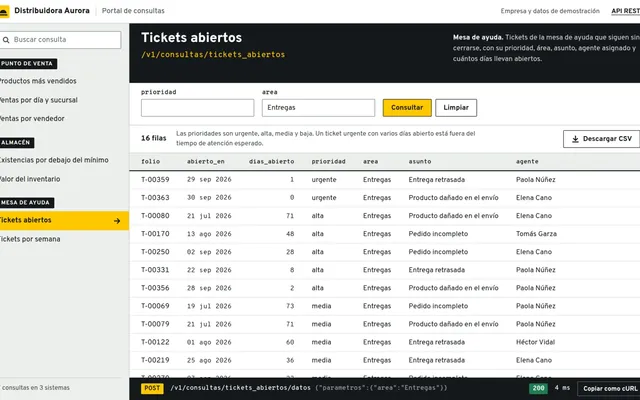 Distribuidora Aurora | Portal de consultas
Empresa y datos de demostración API REST
Buscar consulta
PUNTO DE VENTA
Productos más vendidos
Ventas por día y sucursal
Ventas por vendedor
ALMACÉN
Existencias por debajo del mínimo
Valor del inventario
MESA DE AYUDA
Tickets abiertos →
Tickets por semana
consultas en 3 sistemas
Tickets abiertos
/v1/consultas/tickets_abiertos
Mesa de ayuda. Tickets de la mesa de ayuda que siguen sin
cerrarse, con su prioridad, área, asunto, agente asignado y
cuántos días llevan abiertos.
prioridad area
Entregas Consultar Limpiar
16 filas
Las prioridades son urgente, alta, media y baja. Un ticket urgente con varios días abierto está fuera del
tiempo de atención esperado.
Descargar CSV
folio abierto_en dias_abierto prioridad area asunto agente
T-00359 29 sep 2026 1 urgente Entregas Entrega retrasada Paola Núñez
T-00363 30 sep 2026 0 urgente Entregas Producto dañado en el envío Elena Cano
T-00080 21 jul 2026 71 alta Entregas Producto dañado en el envío Elena Cano
T-00170 13 ago 2026 48 alta Entregas Pedido incompleto Tomás Garza
T-00250 02 sep 2026 28 alta Entregas Pedido incompleto Elena Cano
T-00331 22 sep 2026 8 alta Entregas Entrega retrasada Paola Núñez
T-00356 28 sep 2026 2 alta Entregas Producto dañado en el envío Paola Núñez
T-00069 19 jul 2026 73 media Entregas Pedido incompleto Paola Núñez
T-00079 21 jul 2026 71 media Entregas Producto dañado en el envío Paola Núñez
T-00122 01 ago 2026 60 media Entregas Entrega retrasada Héctor Vidal
T-00219 25 ago 2026 36 media Entregas Entrega retrasada Elena Cano
POST /v1/consultas/tickets_abiertos/datos {"parametros":{"area":"Entregas"}} 200 4 ms Copiar como cURL